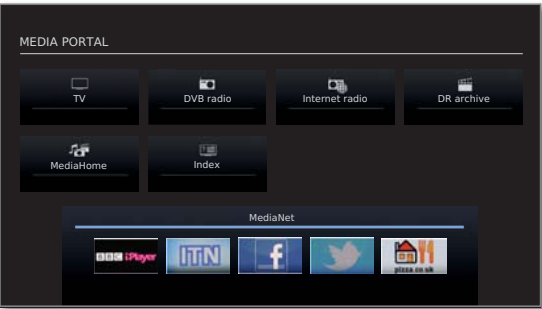 MEDIA PORTAL
TV
DVB radio
Internet radio
DR archive
MediaHome
Index
MediaNet
BBC iPlayer
ITN
f
pizza.co.uk